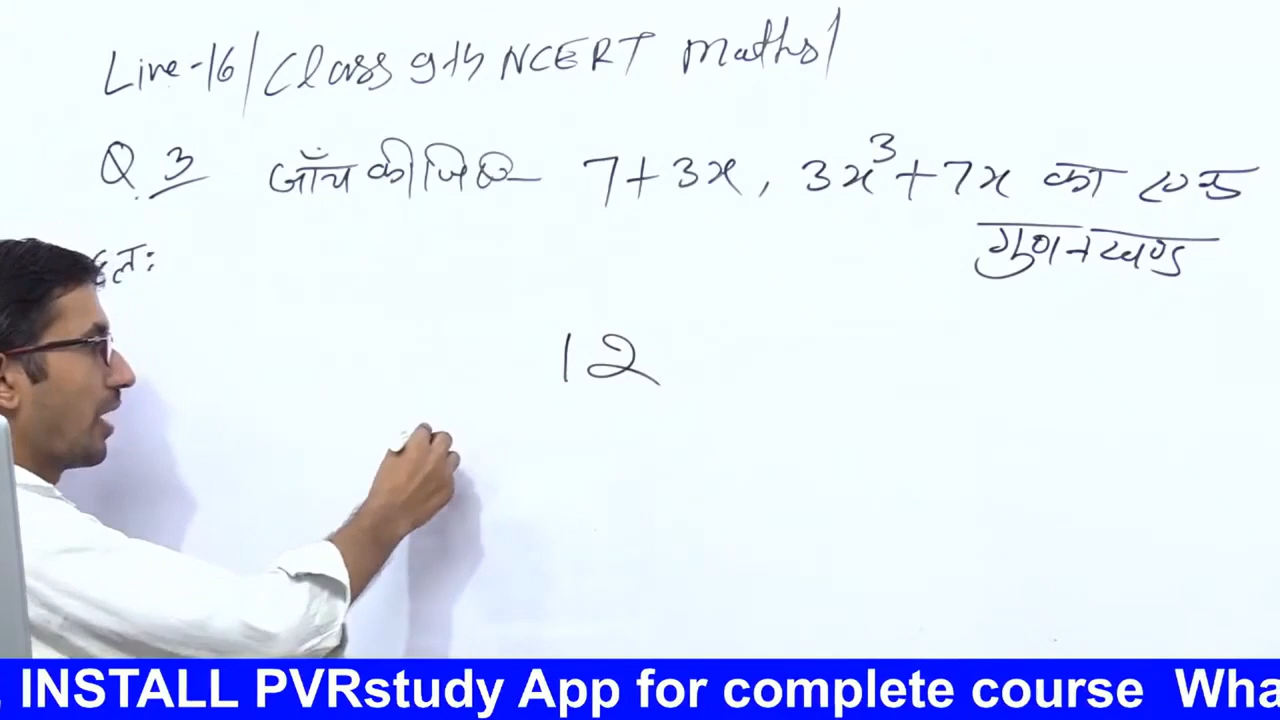 Live-16/Class 9th NCERT Maths/
Q. 3 जाँच कीजिए 7+3x, 3x³+7x का एक
गुणनखण्ड
हल:
12
INSTALL PVRstudy App for complete course Wha